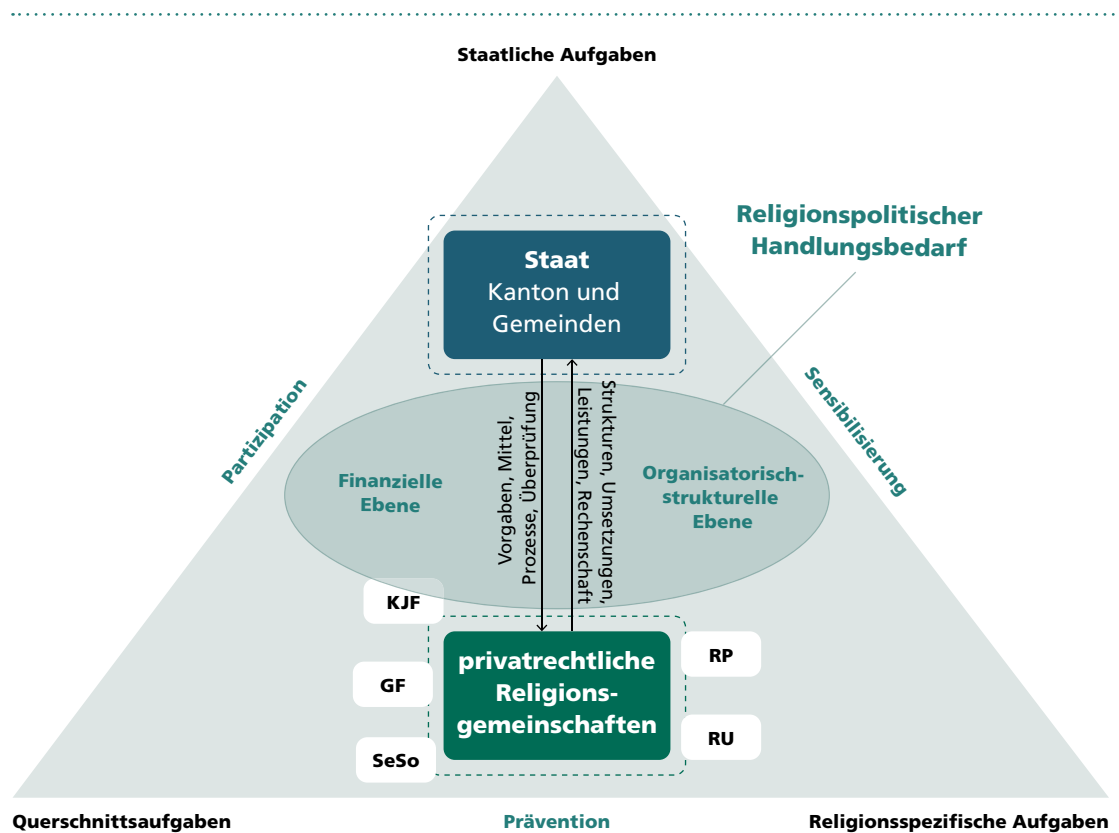 Staatliche Aufgaben
Religionspolitischer
Handlungsbedarf
Staat
Kanton und
Gemeinden
Partizipation
Sensibilisierung
Finanzielle
Ebene
Vorgaben, Mittel,
Prozesse, Überprüfung
Strukturen, Umsetzungen,
Leistungen, Rechenschaft
Organisatorisch-
strukturelle
Ebene
KJF
GF
SeSo
privatrechtliche
Religions-
gemeinschaften
RP
RU
Querschnittsaufgaben
Prävention
Religionsspezifische Aufgaben